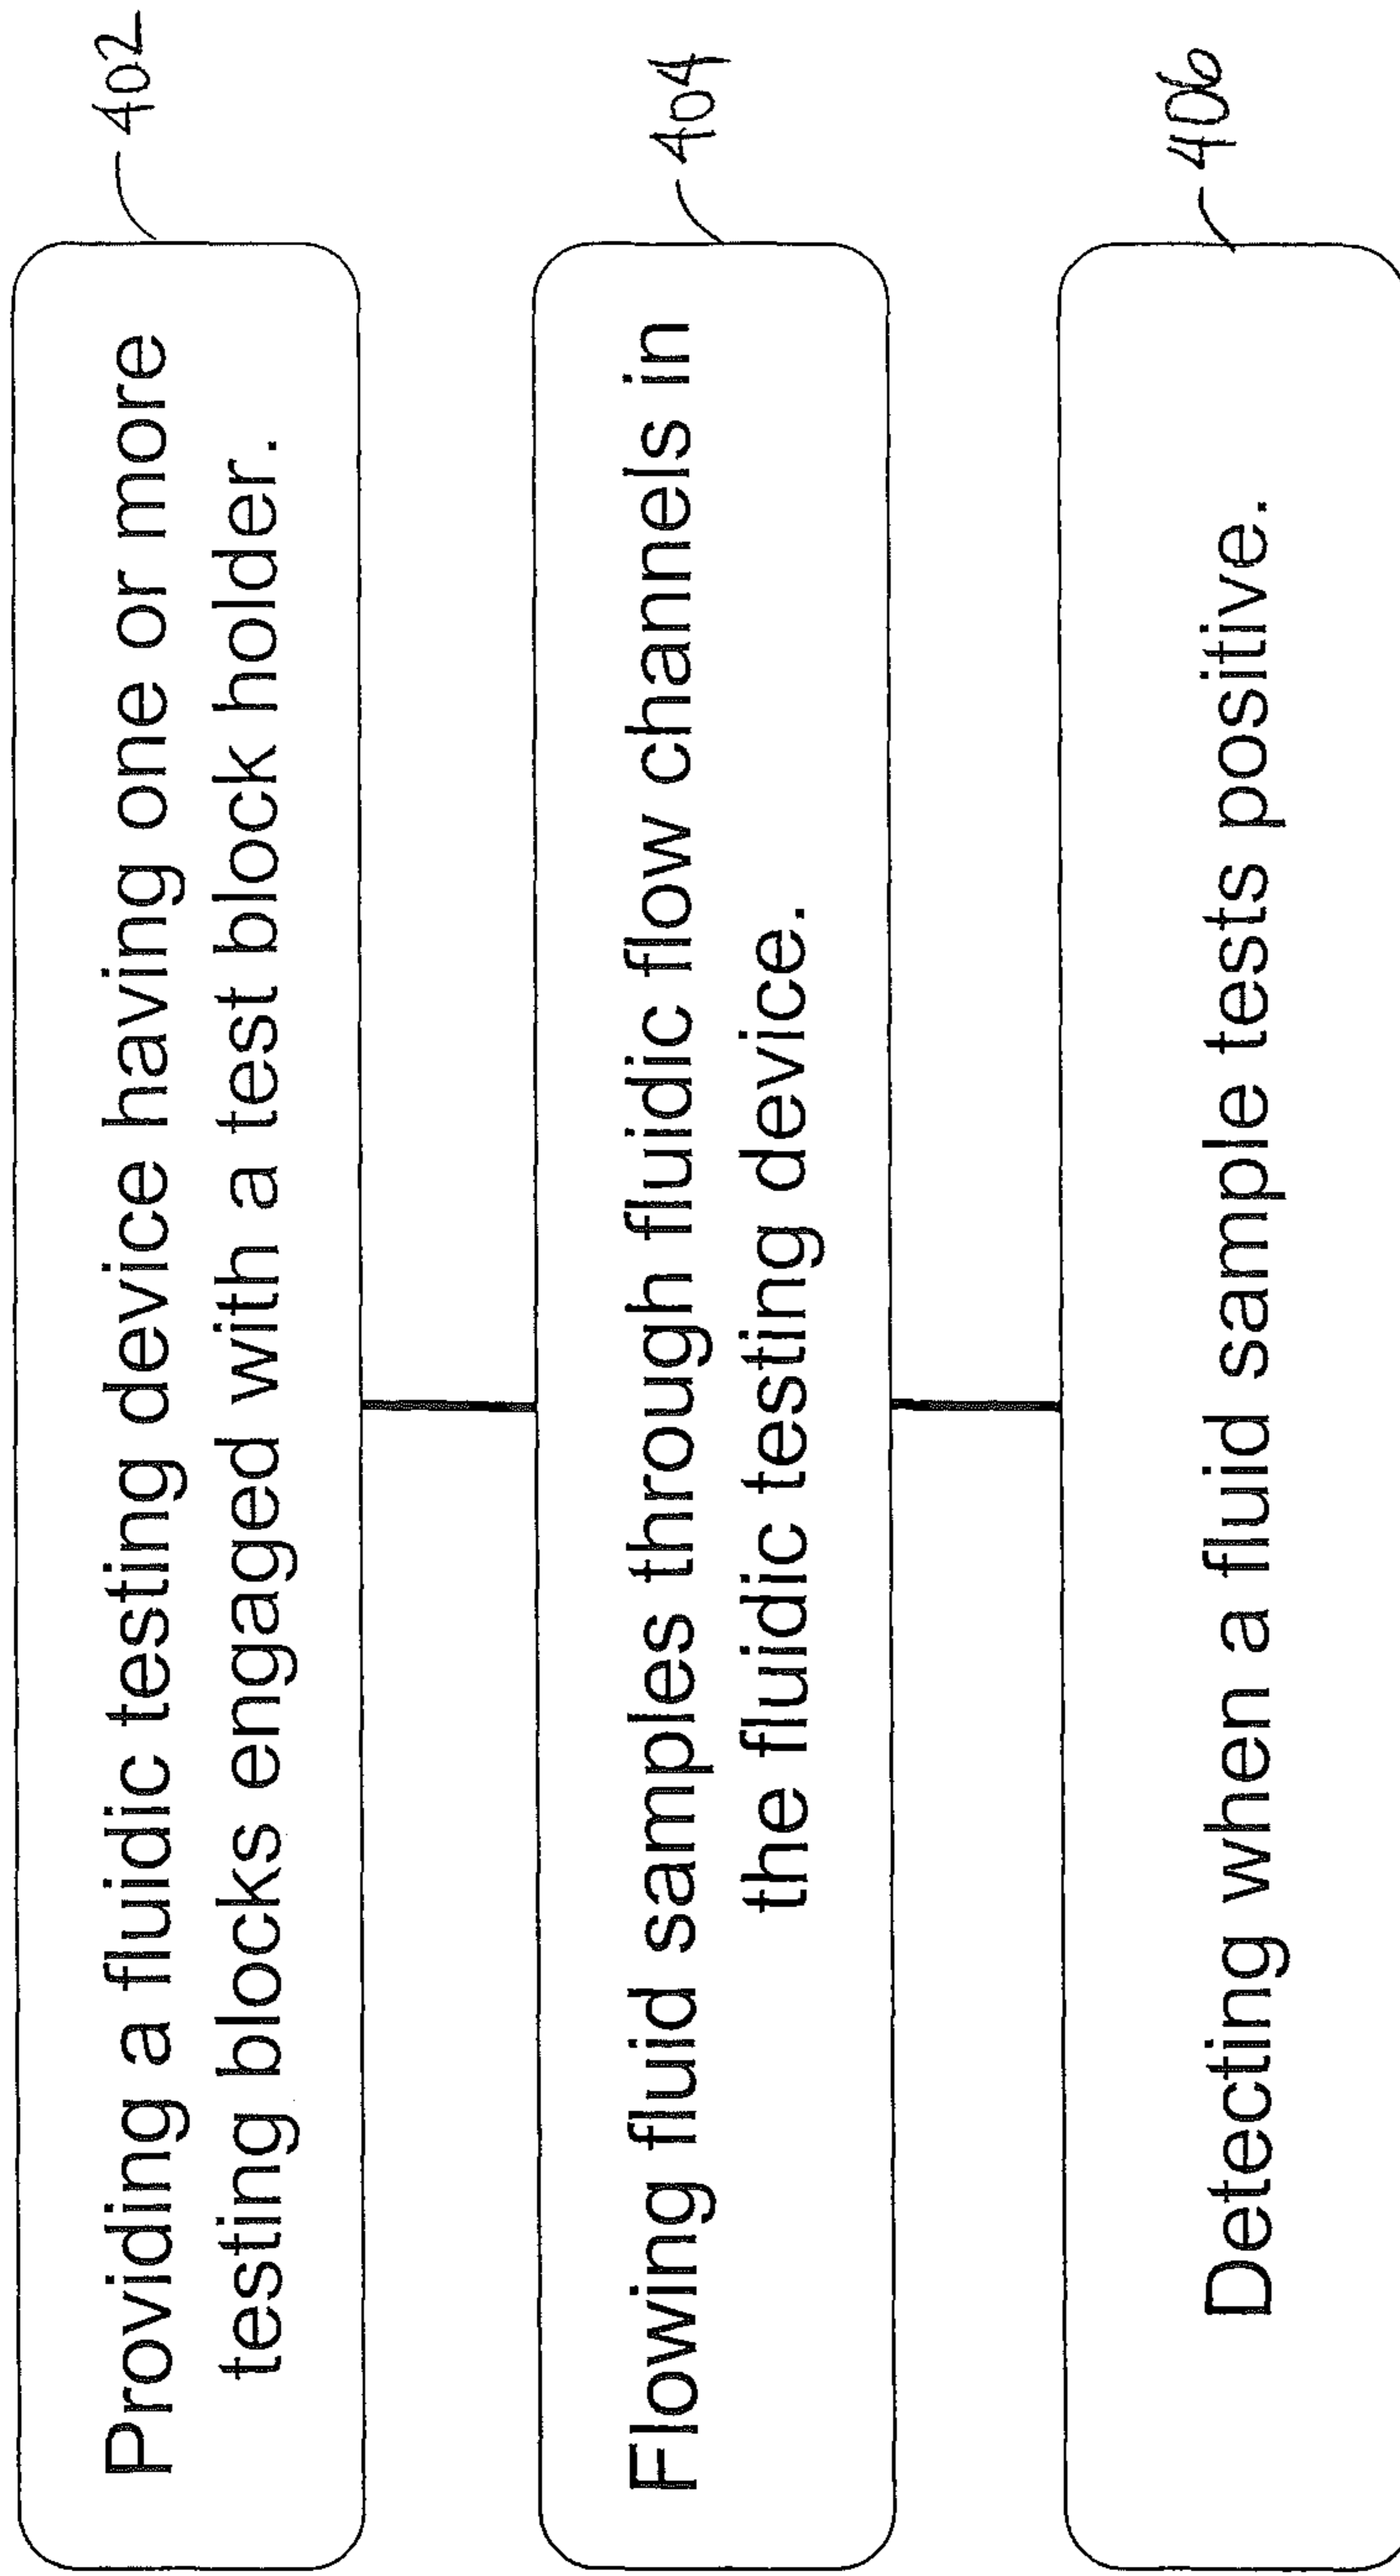 Providing a fluidic testing device having one or more
testing blocks engaged with a test block holder.
402
Flowing fluid samples through fluidic flow channels in
the fluidic testing device.
404
Detecting when a fluid sample tests positive.
406